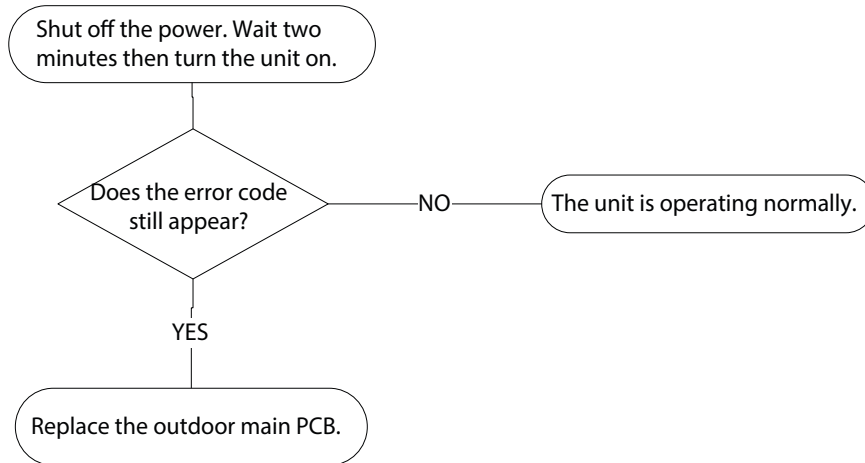 Shut off the power. Wait two
minutes then turn the unit on.
Does the error code
still appear?
NO
The unit is operating normally.
YES
Replace the outdoor main PCB.